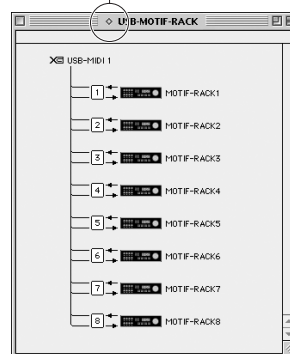 ◇ USB-MOTIF-RACK
USB-MIDI 1
1 MOTIF-RACK1
2 MOTIF-RACK2
3 MOTIF-RACK3
4 MOTIF-RACK4
5 MOTIF-RACK5
6 MOTIF-RACK6
7 MOTIF-RACK7
8 MOTIF-RACK8